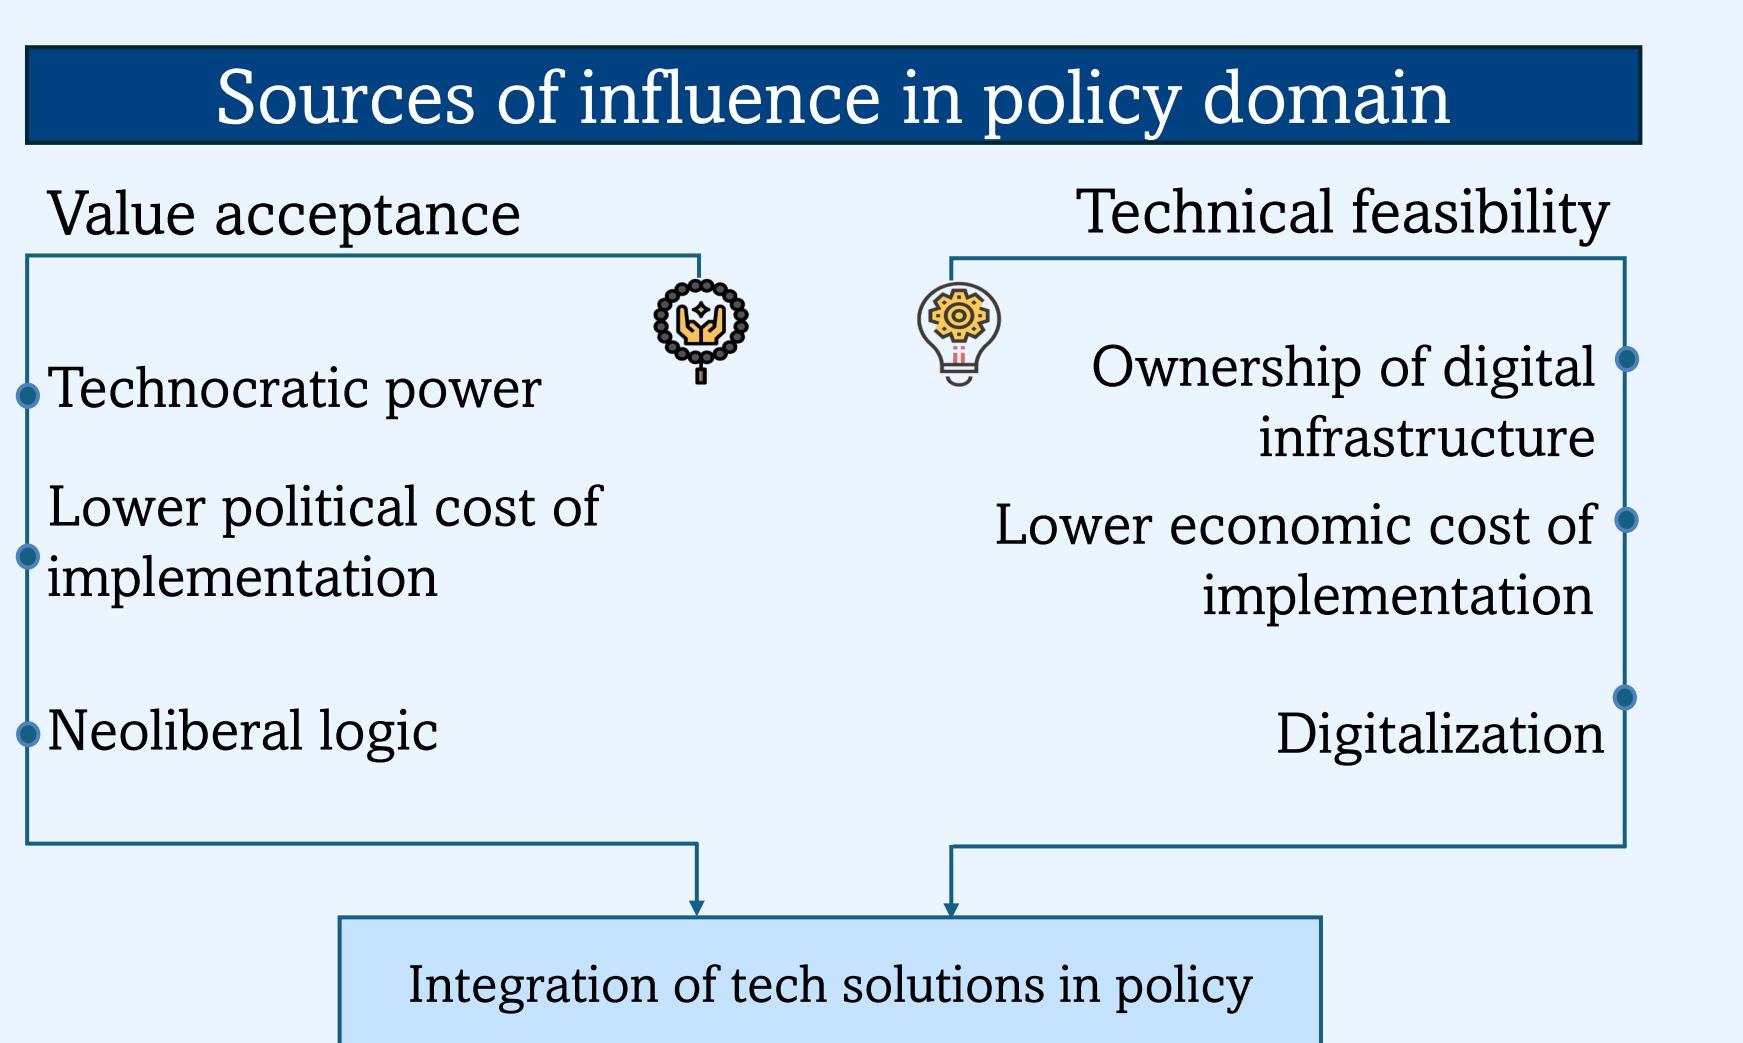 Sources of influence in policy domain
Value acceptance
Technocratic power
Lower political cost of
implementation
Neoliberal logic
Technical feasibility
Ownership of digital
infrastructure
Lower economic cost of
implementation
Digitalization
Integration of tech solutions in policy